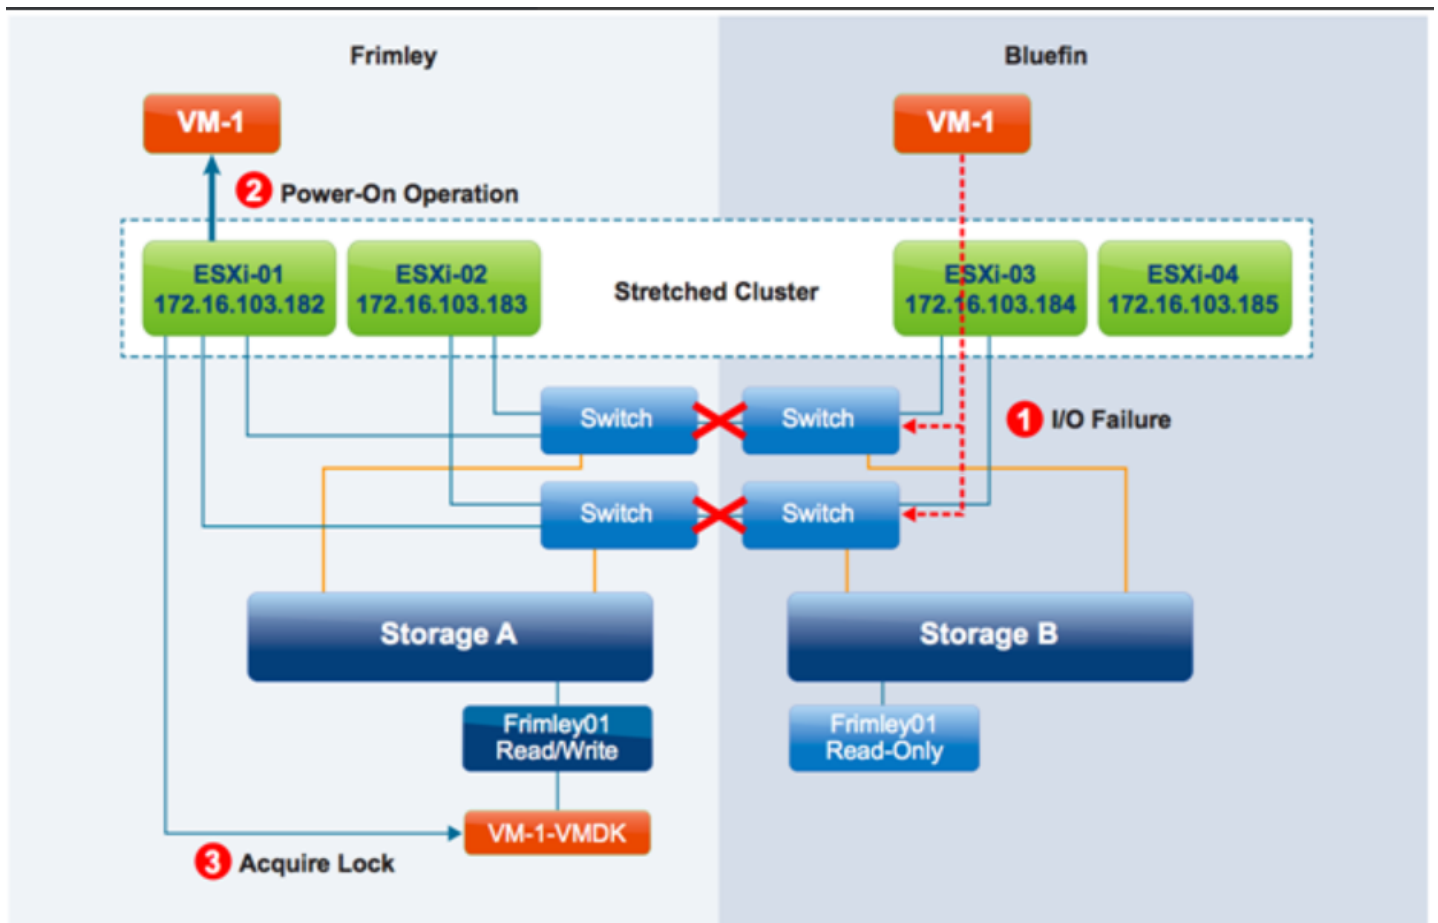 Frimley
Bluefin
VM-1
VM-1
2 Power-On Operation
ESXi-01
172.16.103.182
ESXi-02
172.16.103.183
Stretched Cluster
ESXi-03
172.16.103.184
ESXi-04
172.16.103.185
Switch
Switch
1 I/O Failure
Switch
Switch
Storage A
Storage B
Frimley01
Read/Write
Frimley01
Read-Only
VM-1-VMDK
3 Acquire Lock